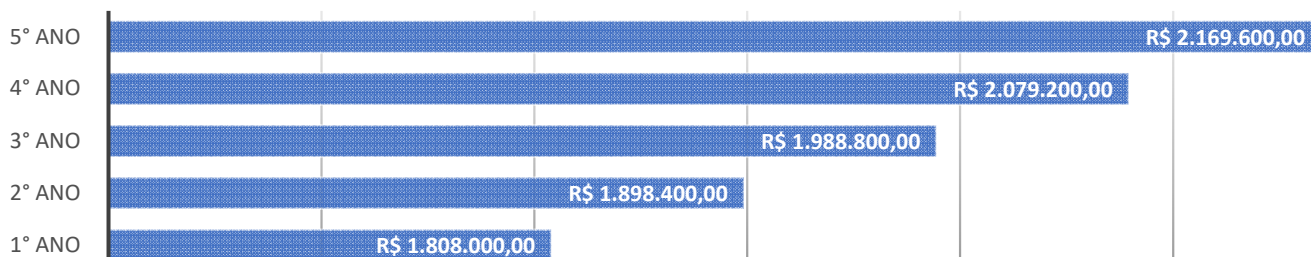 5° ANO R$ 2.169.600,00
4° ANO R$ 2.079.200,00
3° ANO R$ 1.988.800,00
2° ANO R$ 1.898.400,00
1° ANO R$ 1.808.000,00